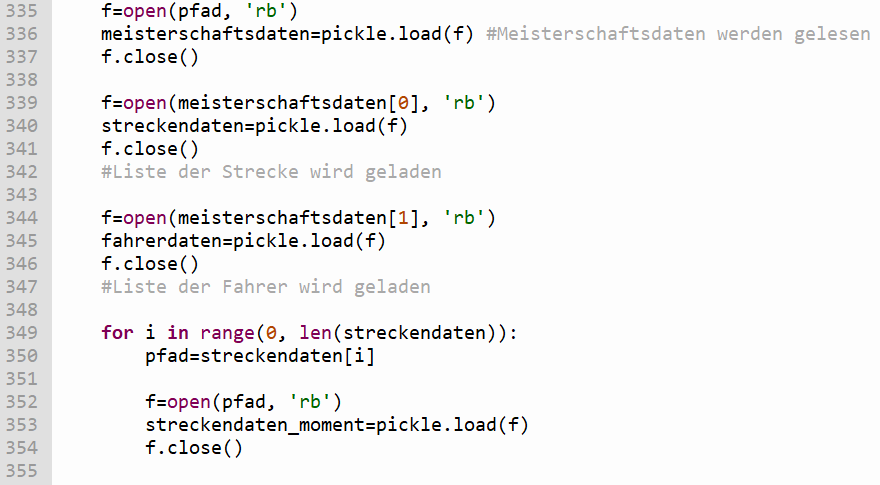 335 f=open(pfad, 'rb')
336 meisterschaftsdaten=pickle.load(f) #Meisterschaftsdaten werden gelesen
337 f.close()
338
339 f=open(meisterschaftsdaten[0], 'rb')
340 streckendaten=pickle.load(f)
341 f.close()
342 #Liste der Strecke wird geladen
343
344 f=open(meisterschaftsdaten[1], 'rb')
345 fahrerdaten=pickle.load(f)
346 f.close()
347 #Liste der Fahrer wird geladen
348
349 for i in range(0, len(streckendaten)):
350 pfad=streckendaten[i]
351
352 f=open(pfad, 'rb')
353 streckendaten_moment=pickle.load(f)
354 f.close()
355